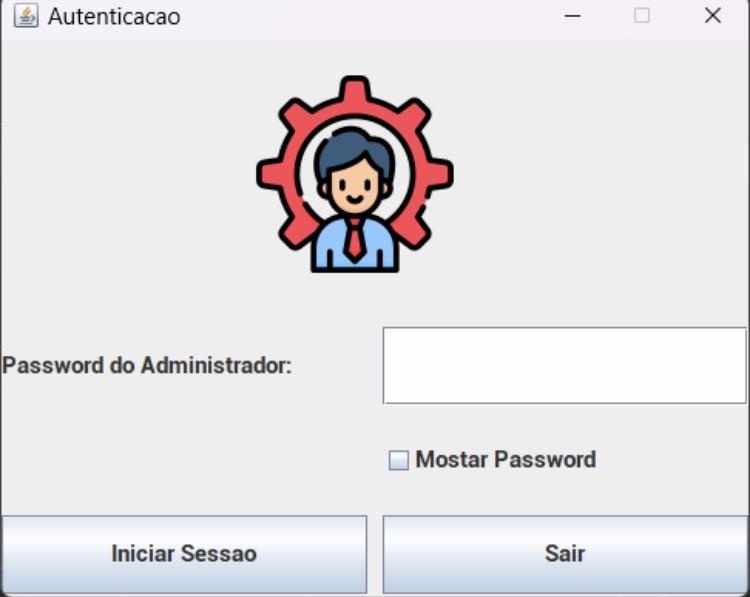 Autenticacao
Password do Administrador:
Mostar Password
Iniciar Sessao
Sair